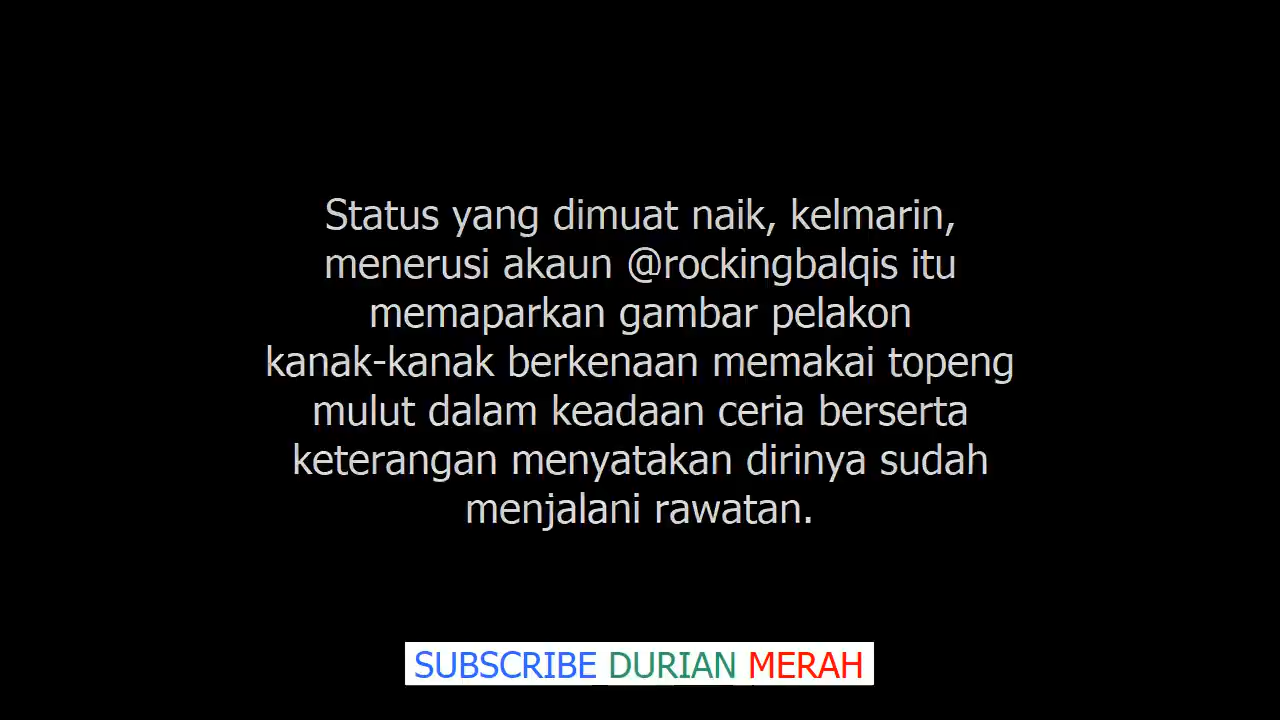 Status yang dimuat naik, kelmarin,
menerusi akaun @rockingbalqis itu
memaparkan gambar pelakon
kanak-kanak berkenaan memakai topeng
mulut dalam keadaan ceria berserta
keterangan menyatakan dirinya sudah
menjalani rawatan.
SUBSCRIBE DURIAN MERAH